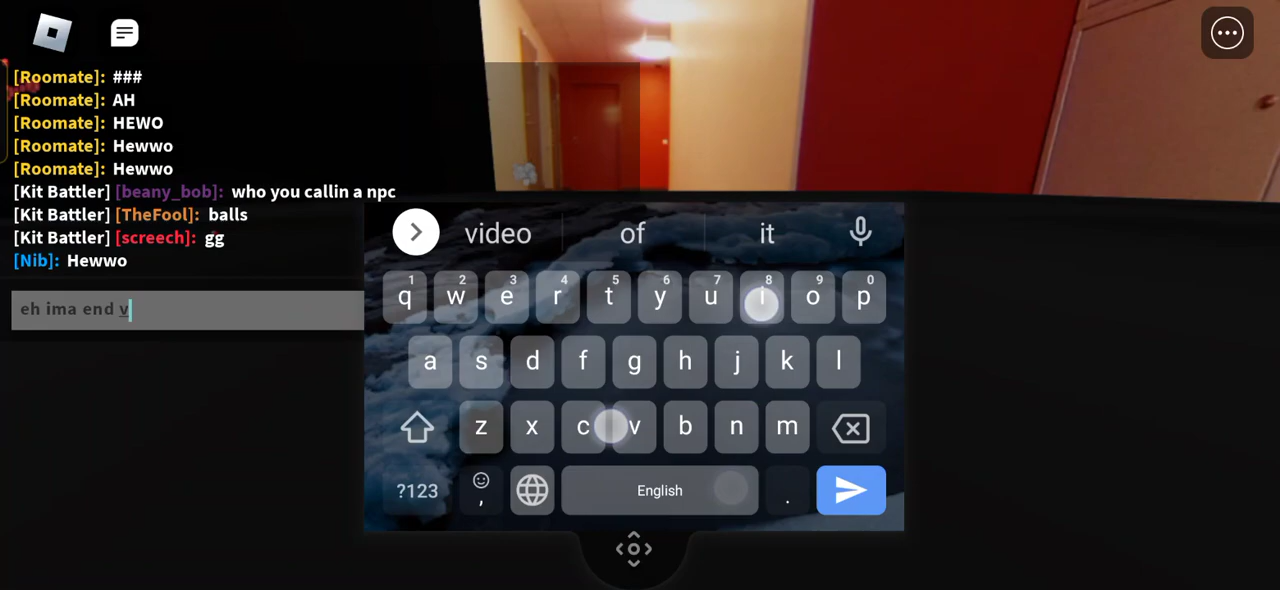 [Roomate]: ###
[Roomate]: AH
[Roomate]: HEWO
[Roomate]: Hewwo
[Roomate]: Hewwo
[Kit Battler] [beany_bob]: who you callin a npc
[Kit Battler] [TheFool]: balls
[Kit Battler] [screech]: gg
[Nib]: Hewwo
eh ima end v
video of it
1 2 3 4 5 6 7 8 9 0
q w e r t y u i o p
a s d f g h j k l
z x c v b n m
?123 , English .